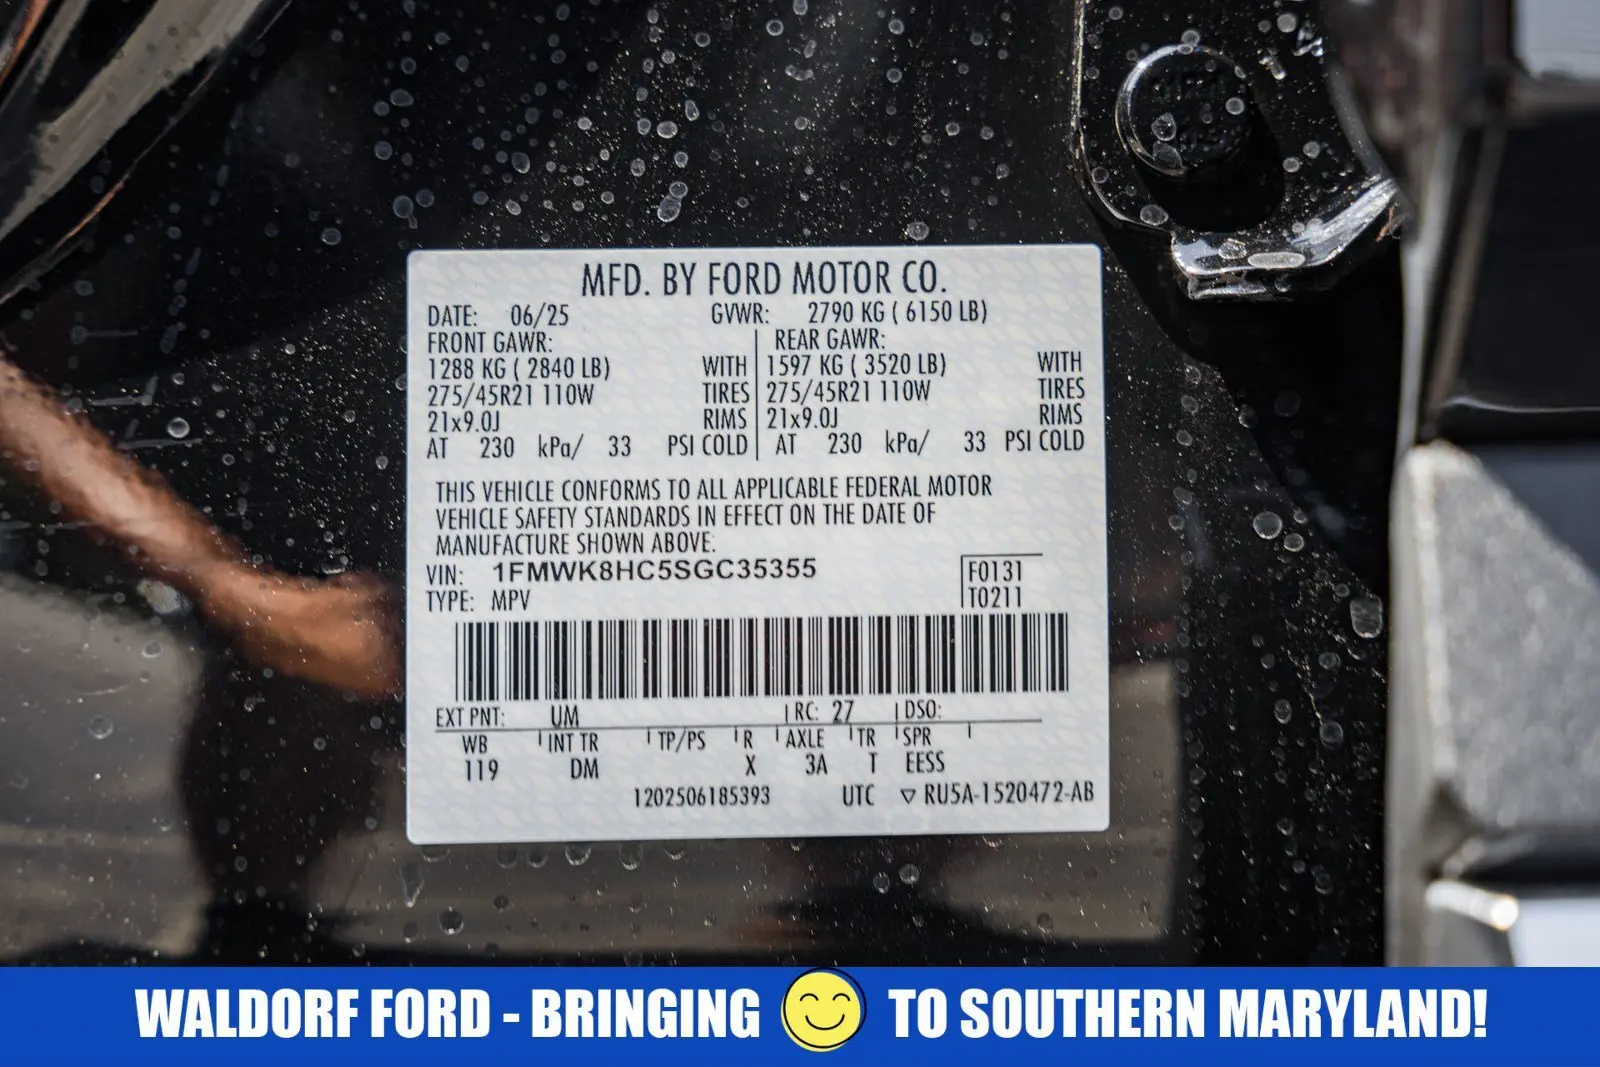 MFD. BY FORD MOTOR CO.
DATE: 06/25 GVWR: 2790 KG ( 6150 LB)
FRONT GAWR: REAR GAWR:
1288 KG ( 2840 LB) WITH 1597 KG ( 3520 LB) WITH
275/45R21 110W TIRES 275/45R21 110W TIRES
21x9.0J RIMS 21x9.0J RIMS
AT 230 kPa/ 33 PSI COLD AT 230 kPa/ 33 PSI COLD
THIS VEHICLE CONFORMS TO ALL APPLICABLE FEDERAL MOTOR
VEHICLE SAFETY STANDARDS IN EFFECT ON THE DATE OF
MANUFACTURE SHOWN ABOVE.
VIN: 1FMWK8HC5SGC35355 F0131
TYPE: MPV T0211
EXT PNT: UM RC: 27 DSO:
WB INT TR TP/PS R AXLE TR SPR
119 DM X 3A T EESS
1202506185393 UTC ▽ RU5A-1520472-AB
WALDORF FORD - BRINGING 😊 TO SOUTHERN MARYLAND!